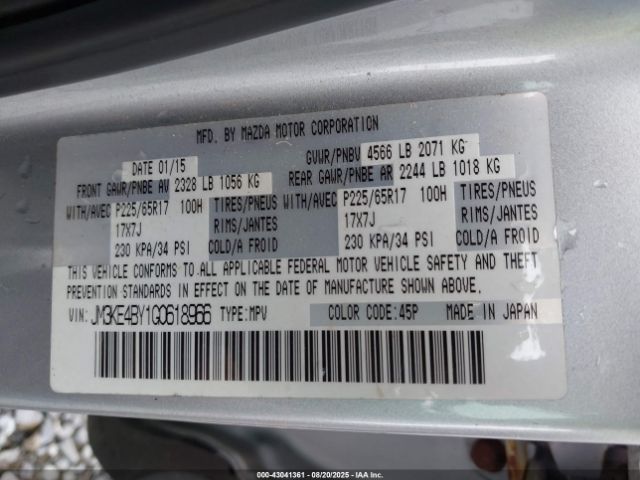 MFD. BY MAZDA MOTOR CORPORATION
DATE 01/15 GVWR/PNBV 4566 LB 2071 KG
FRONT GAWR/PNBE AV 2328 LB 1056 KG REAR GAWR/PNBE AR 2244 LB 1018 KG
WITH/AVEC P225/65R17 100H TIRES/PNEUS WITH/AVEC P225/65R17 100H TIRES/PNEUS
17X7J RIMS/JANTES 17X7J RIMS/JANTES
230 KPA/34 PSI COLD/A FROID 230 KPA/34 PSI COLD/A FROID
THIS VEHICLE CONFORMS TO ALL APPLICABLE FEDERAL MOTOR VEHICLE SAFETY AND THEFT
PREVENTION STANDARDS IN EFFECT ON THE DATE OF MANUFACTURE SHOWN ABOVE.
VIN: JM3KE4BY1G0618966 TYPE:MPV COLOR CODE:45P MADE IN JAPAN
000-43041361 - 08/20/2025 - Copyright © 2025 IAA, Inc. All Rights Reserved